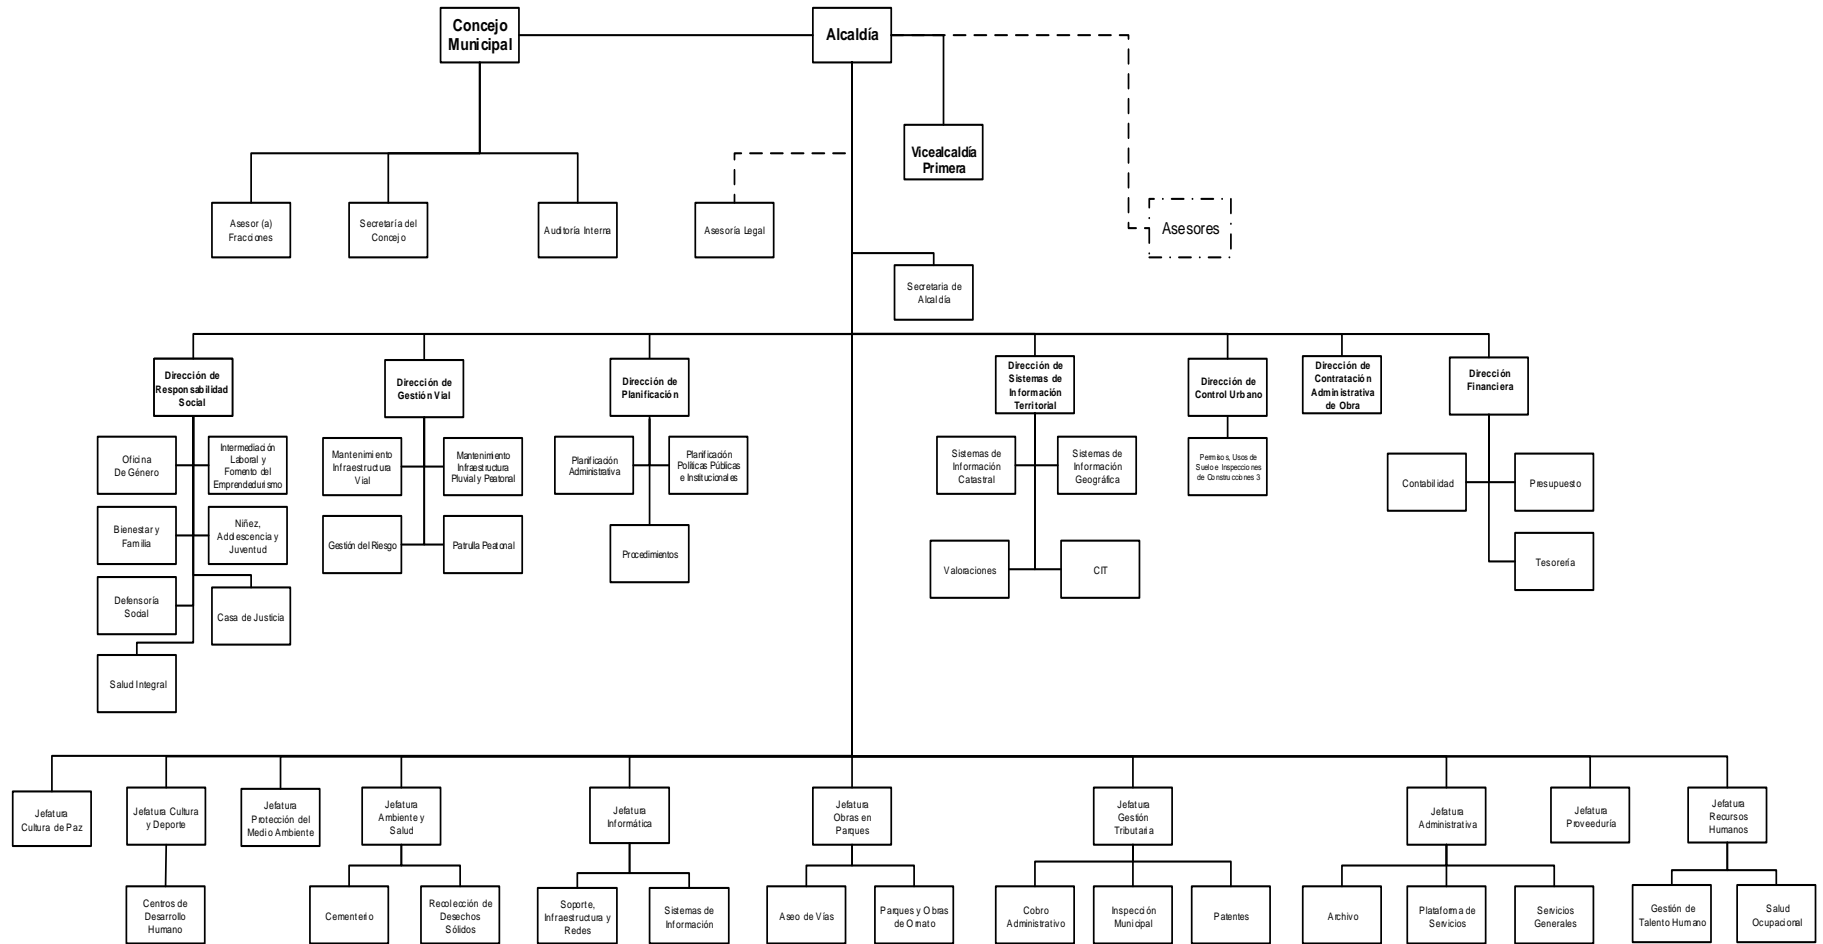 Concejo
Municipal
Alcaldía
Vicealcaldía
Primera
Asesor (a)
Fracciones
Secretaría del
Concejo
Auditoría Interna
Asesoría Legal
Asesores
Secretaria de
Alcaldía
Dirección de
Responsabilidad
Social
Dirección de
Gestión Vial
Dirección de
Planificación
Dirección de
Sistemas de
Información
Territorial
Dirección de
Control Urbano
Dirección de
Contratación
Administrativa
de Obra
Dirección
Financiera
Oficina
De Género
Intermediación
Laboral y
Fomento del
Emprendedurismo
Mantenimiento
Infraestructura
Vial
Mantenimiento
Infraestructura
Pluvial y Peatonal
Planificación
Administrativa
Planificación
Políticas Públicas
e Institucionales
Sistemas de
Información
Catastral
Sistemas de
Información
Geográfica
Permisos, Usos de
Suelo e Inspecciones
de Construcciones 3
Contabilidad
Presupuesto
Bienestar y
Familia
Niñez,
Adolescencia y
Juventud
Gestión del Riesgo
Patrulla Peatonal
Procedimientos
Valoraciones
CIT
Tesorería
Defensoría
Social
Casa de Justicia
Salud Integral
Jefatura
Cultura de Paz
Jefatura Cultura
y Deporte
Jefatura
Protección del
Medio Ambiente
Jefatura
Ambiente y
Salud
Jefatura
Informática
Jefatura
Obras en
Parques
Jefatura
Gestión
Tributaria
Jefatura
Administrativa
Jefatura
Proveeduría
Jefatura
Recursos
Humanos
Centros de
Desarrollo
Humano
Cementerio
Recolección de
Desechos
Sólidos
Soporte,
Infraestructura y
Redes
Sistemas de
Información
Aseo de Vías
Parques y Obras
de Ornato
Cobro
Administrativo
Inspección
Municipal
Patentes
Archivo
Plataforma de
Servicios
Servicios
Generales
Gestión de
Talento Humano
Salud
Ocupacional